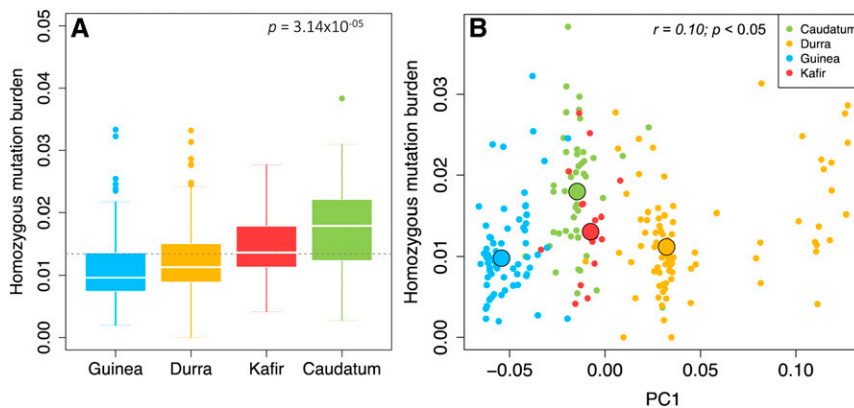 A
p = 3.14x10-05
Homozygous mutation burden
0.05
0.04
0.03
0.02
0.01
0.00
Guinea
Durra
Kafir
Caudatum
B
r = 0.10; p < 0.05
Caudatum
Durra
Guinea
Kafir
Homozygous mutation burden
0.03
0.02
0.01
0.00
−0.05
0.00
0.05
0.10
PC1